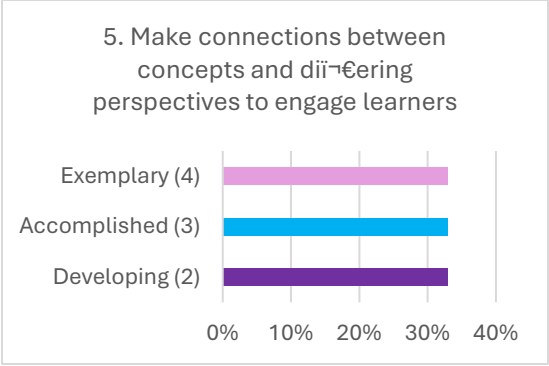 5. Make connections between
concepts and diï¬€ering
perspectives to engage learners
Exemplary (4)
Accomplished (3)
Developing (2)
0% 10% 20% 30% 40%